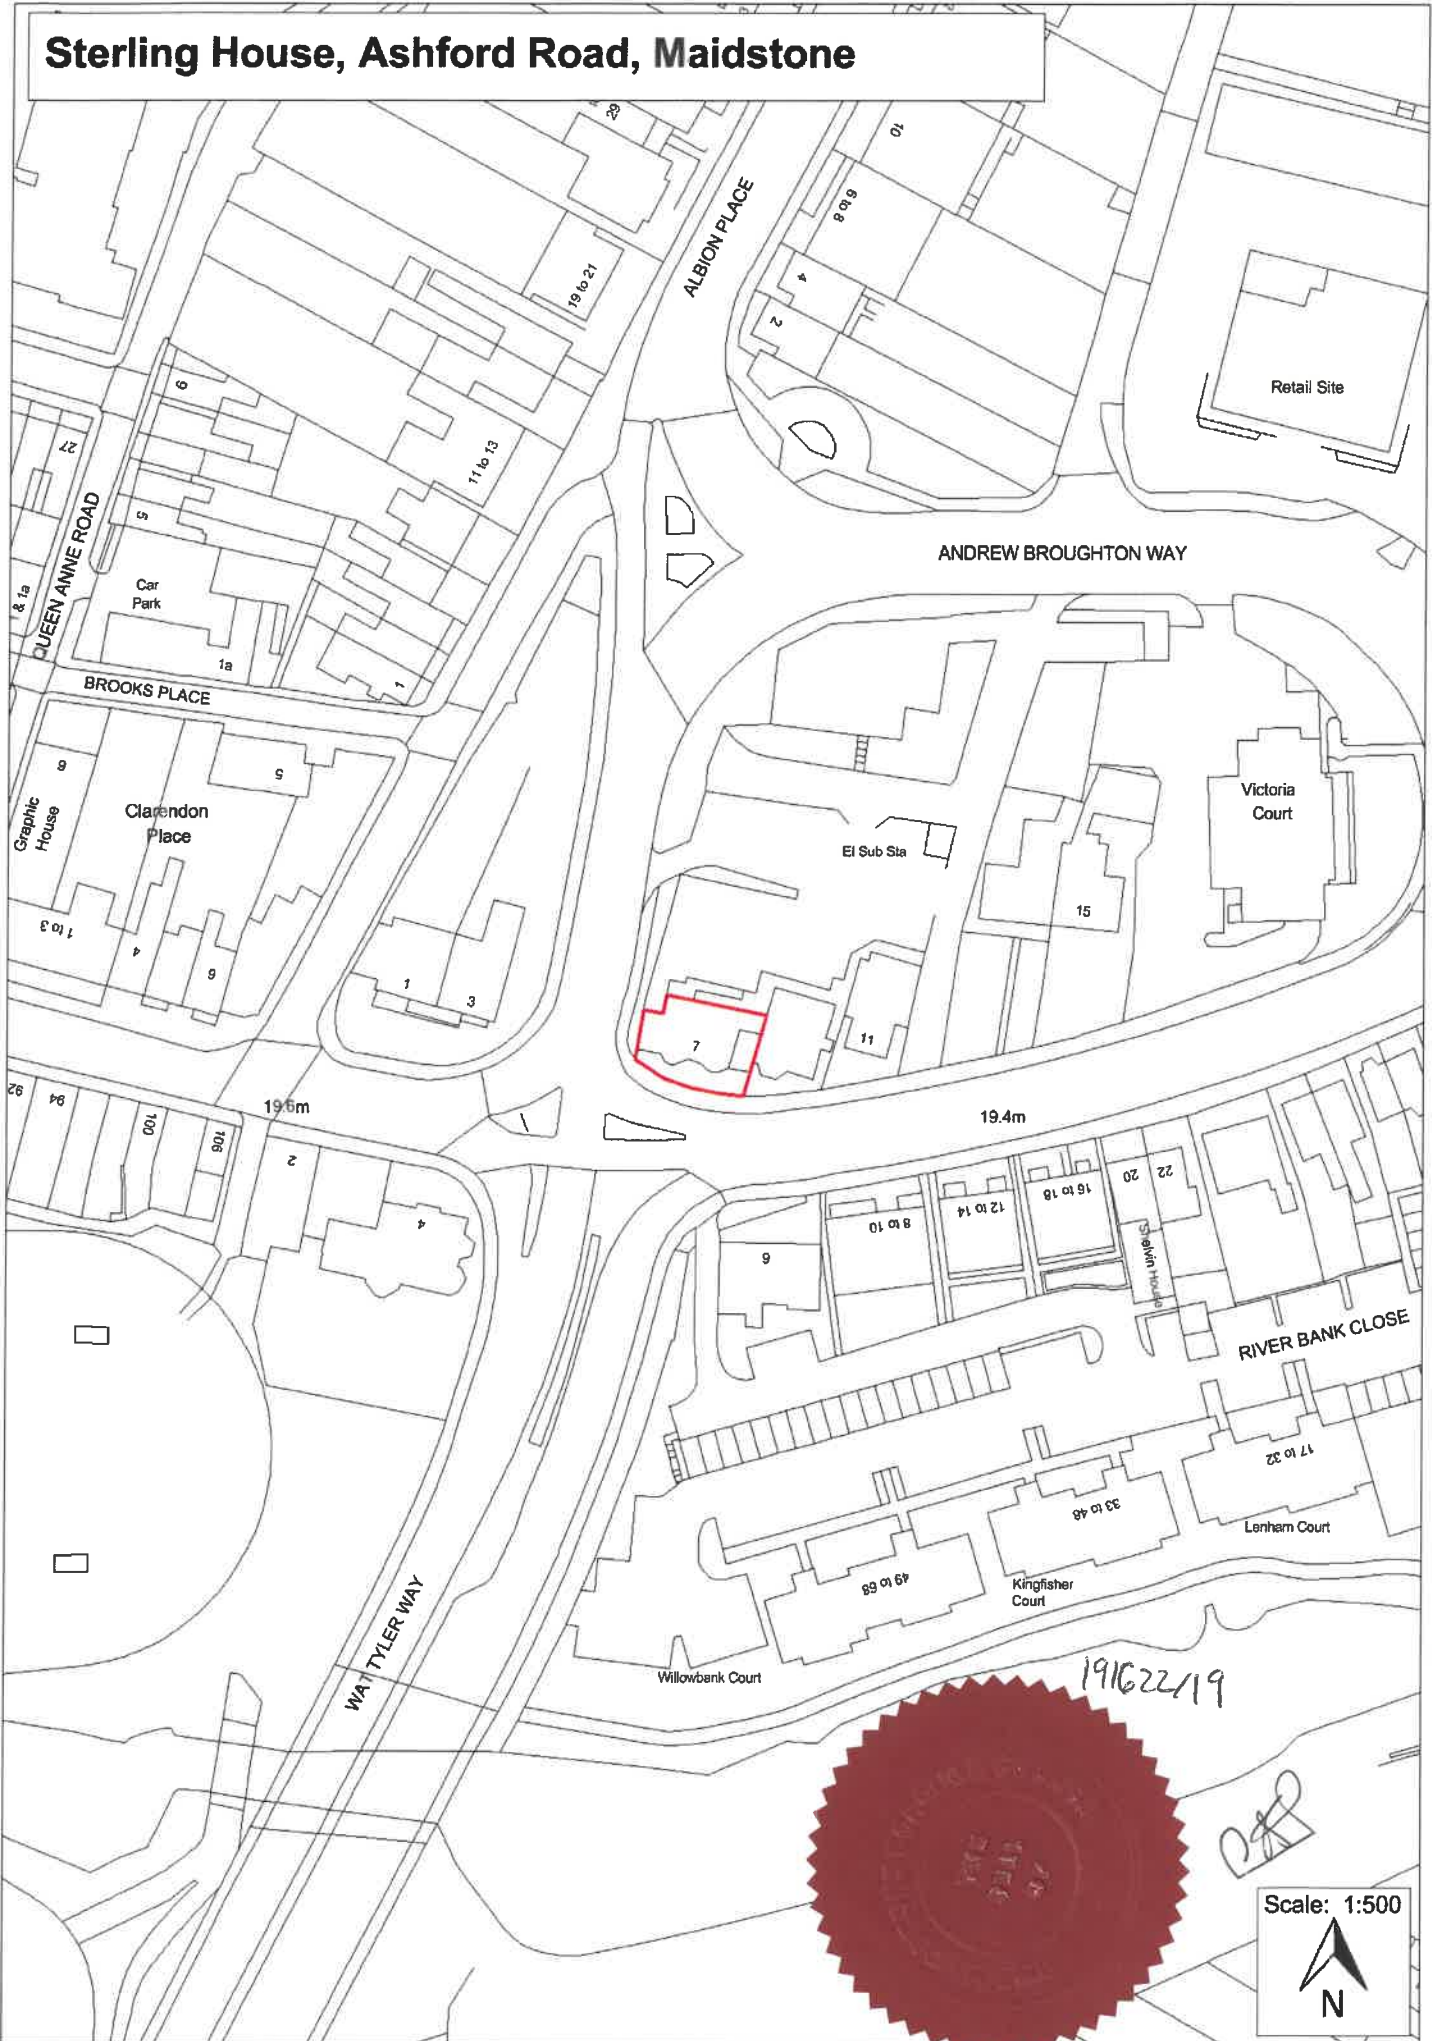 Sterling House, Ashford Road, Maidstone
29
10
6 to 8
ALBION PLACE
19 to 21
4
2
Retail Site
9
27
11 to 13
5
QUEEN ANNE ROAD
Car
Park
& 1a
ANDREW BROUGHTON WAY
1a
1
BROOKS PLACE
6
5
Graphic
House
Clarendon
Place
Victoria
Court
El Sub Sta
15
1 to 3
4
6
1
3
7
11
92
94
100
106
19.6m
19.4m
2
4
6
8 to 10
12 to 14
16 to 18
20
22
Shelvin House
RIVER BANK CLOSE
17 to 32
33 to 48
Lenham Court
49 to 68
Kingfisher
Court
WAT TYLER WAY
Willowbank Court
191622/19
Scale: 1:500
N